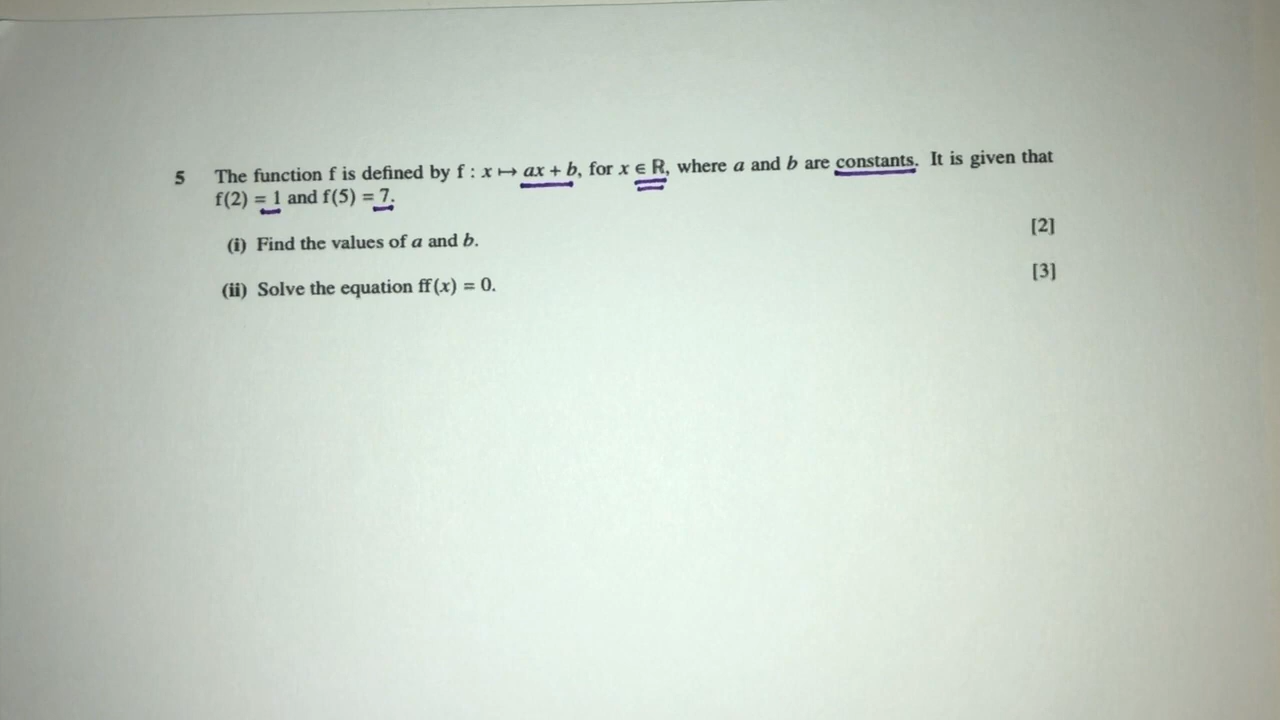 5 The function f is defined by f : x ↦ ax + b, for x ∈ ℝ, where a and b are constants. It is given that
f(2) = 1 and f(5) = 7.
(i) Find the values of a and b. [2]
(ii) Solve the equation ff(x) = 0. [3]